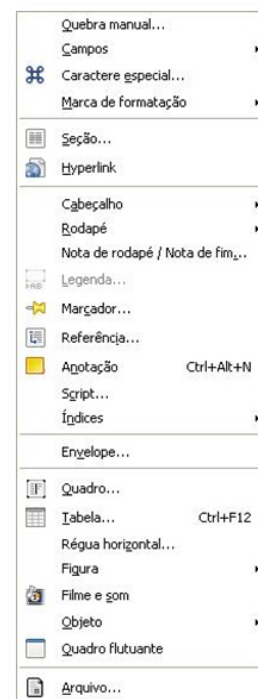 Quebra manual...
Campos
Caractere especial...
Marca de formatação
Seção...
Hyperlink
Cabeçalho
Rodapé
Nota de rodapé / Nota de fim...
Legenda...
Marcador...
Referência...
Anotação Ctrl+Alt+N
Script...
Índices
Envelope...
Quadro...
Tabela... Ctrl+F12
Régua horizontal...
Figura
Filme e som
Objeto
Quadro flutuante
Arquivo...